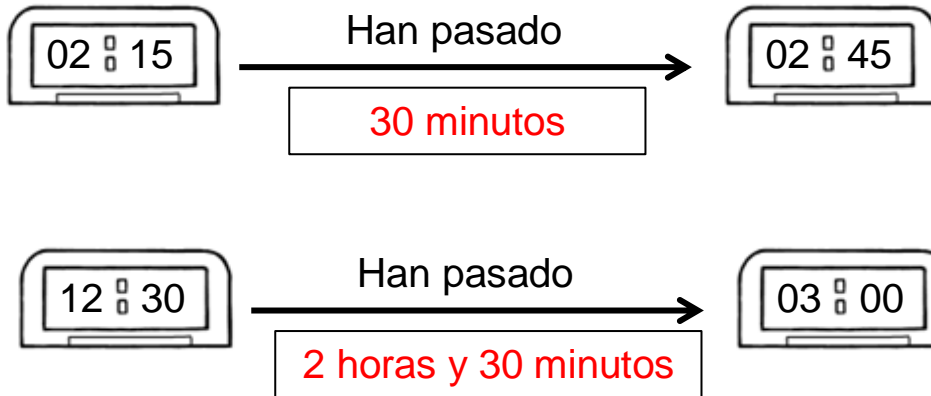 Han pasado
02 : 15
02 : 45
30 minutos
Han pasado
12 : 30
03 : 00
2 horas y 30 minutos